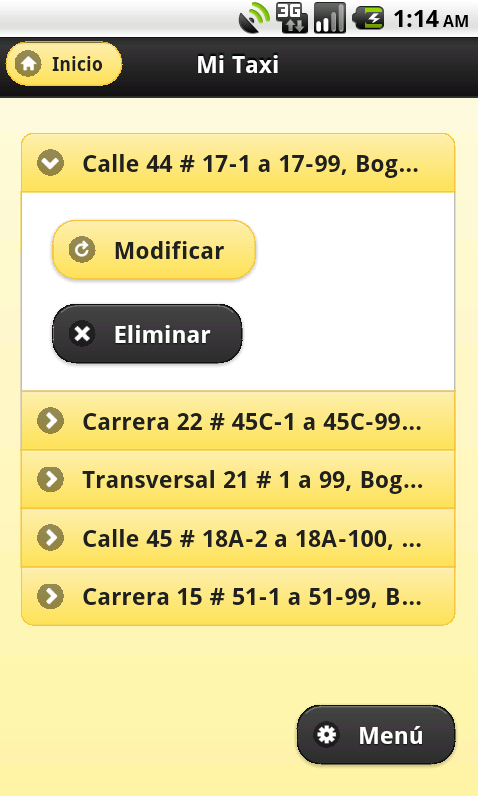 3G 1:14 AM
Inicio Mi Taxi
Calle 44 # 17-1 a 17-99, Bog...
Modificar
Eliminar
Carrera 22 # 45C-1 a 45C-99...
Transversal 21 # 1 a 99, Bog...
Calle 45 # 18A-2 a 18A-100, ...
Carrera 15 # 51-1 a 51-99, B...
Menú